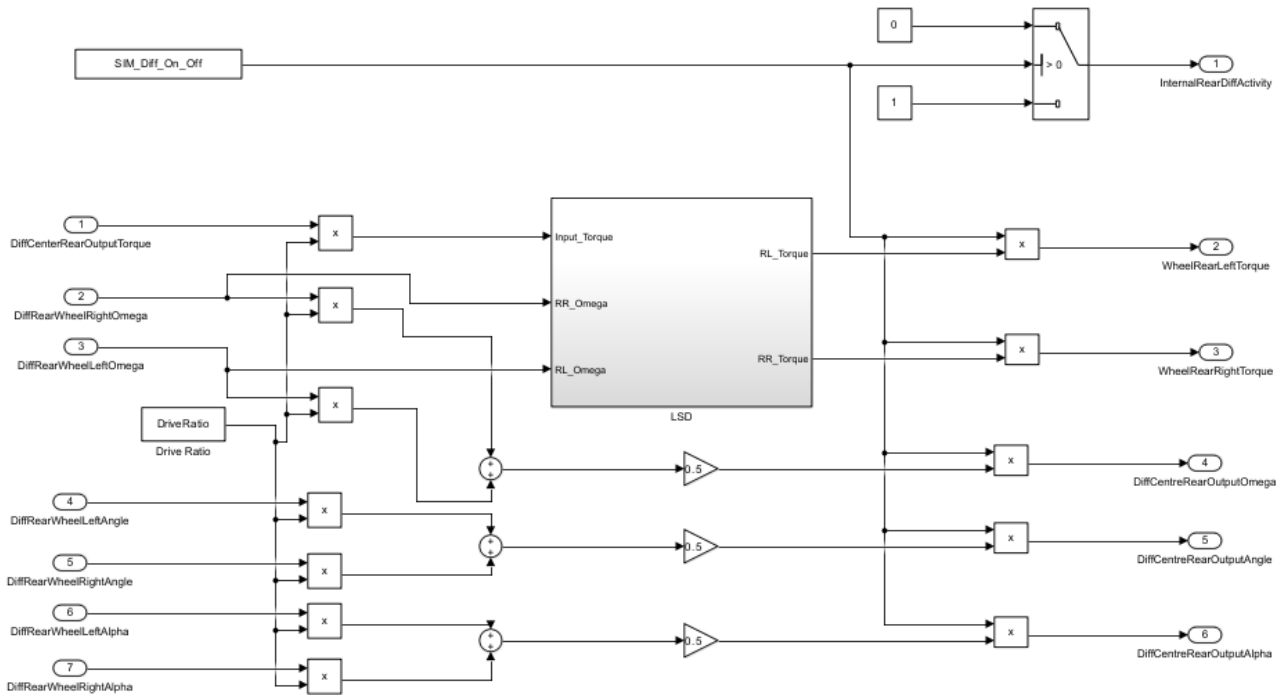 0
SIM_Diff_On_Off
> 0
1
InternalRearDiffActivity
1
1
DiffCenterRearOutputTorque
x
Input_Torque
RL_Torque
x
2
WheelRearLeftTorque
2
DiffRearWheelRightOmega
x
RR_Omega
3
DiffRearWheelLeftOmega
RL_Omega
RR_Torque
x
3
WheelRearRightTorque
x
LSD
DriveRatio
Drive Ratio
+
+
0.5
x
4
DiffCentreRearOutputOmega
4
DiffRearWheelLeftAngle
x
+
+
0.5
x
5
DiffCentreRearOutputAngle
5
DiffRearWheelRightAngle
x
6
DiffRearWheelLeftAlpha
x
+
+
0.5
x
6
DiffCentreRearOutputAlpha
7
DiffRearWheelRightAlpha
x